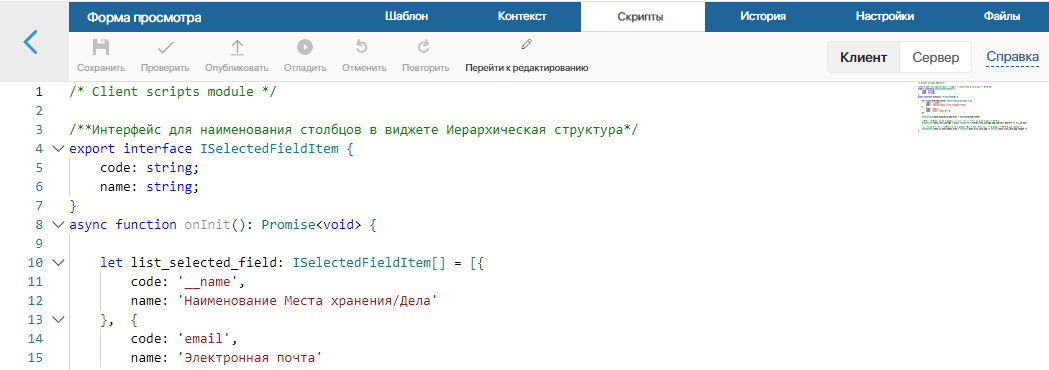 Форма просмотра Шаблон Контекст Скрипты История Настройки Файлы
Сохранить Проверить Опубликовать Отладить Отменить Повторить Перейти к редактированию Клиент Сервер Справка
1 /* Client scripts module */
2
3 /**Интерфейс для наименования столбцов в виджете Иерархическая структура*/
4 export interface ISelectedFieldItem {
5 code: string;
6 name: string;
7 }
8 async function onInit(): Promise<void> {
9
10 let list_selected_field: ISelectedFieldItem[] = [{
11 code: '__name',
12 name: 'Наименование Места хранения/Дела'
13 }, {
14 code: 'email',
15 name: 'Электронная почта'